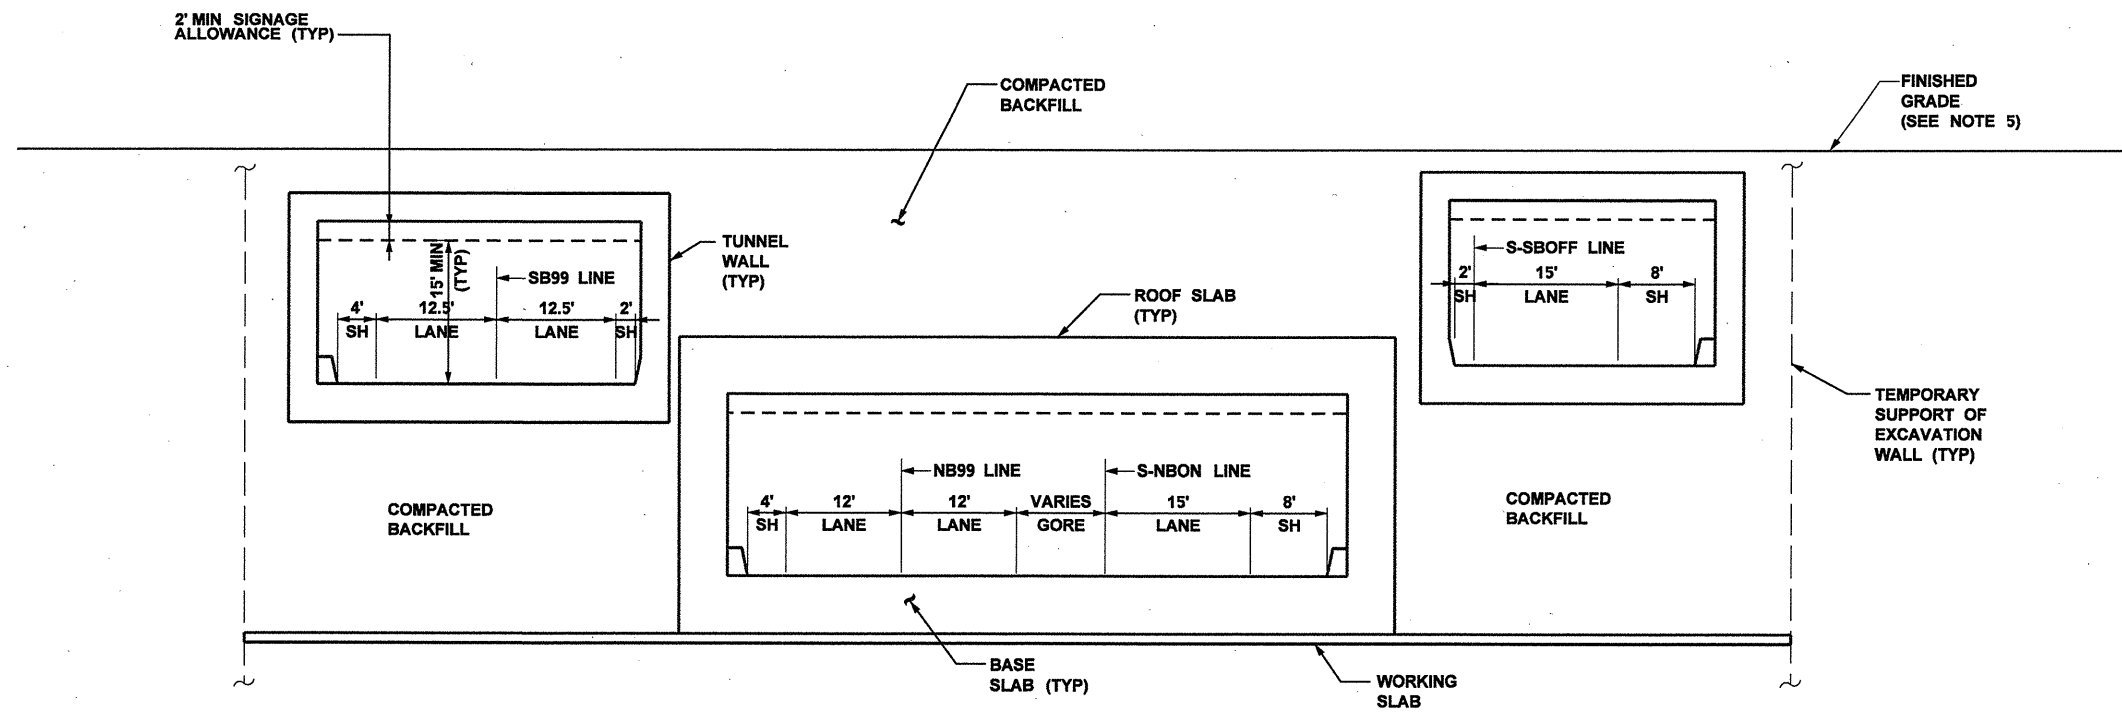 2' MIN SIGNAGE
ALLOWANCE (TYP)
COMPACTED
BACKFILL
FINISHED
GRADE
(SEE NOTE 5)
TUNNEL
WALL
(TYP)
15' MIN
(TYP)
SB99 LINE
4'
12.5'
12.5'
2'
SH
LANE
LANE
SH
S-SBOFF LINE
2'
15'
8'
SH
LANE
SH
ROOF SLAB
(TYP)
TEMPORARY
SUPPORT OF
EXCAVATION
WALL (TYP)
NB99 LINE
S-NBON LINE
4'
12'
12'
VARIES
15'
8'
SH
LANE
LANE
GORE
LANE
SH
COMPACTED
BACKFILL
COMPACTED
BACKFILL
BASE
SLAB (TYP)
WORKING
SLAB